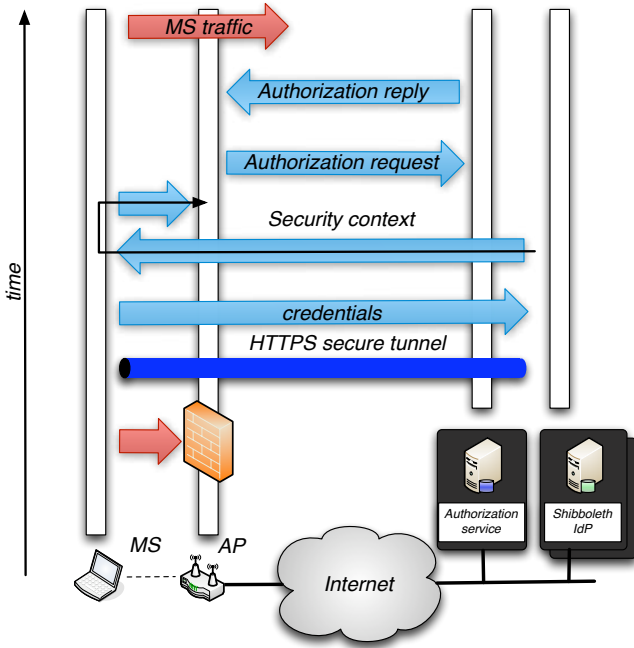 MS traffic
Authorization reply
Authorization request
Security context
time
credentials
HTTPS secure tunnel
Authorization
service
Shibboleth
IdP
MS
AP
Internet